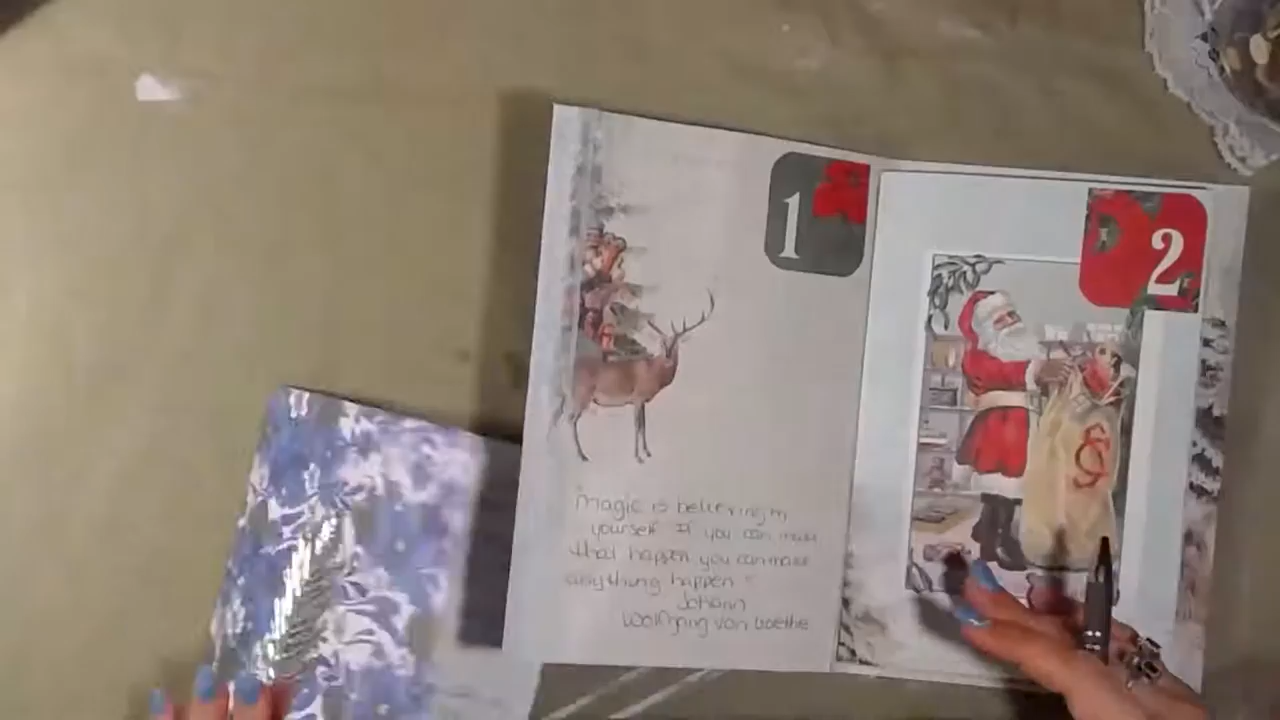 1
2
"Magic is believing in
yourself If you can make
that happen you can make
anything happen"
Johann
Wolfgang von Goethe